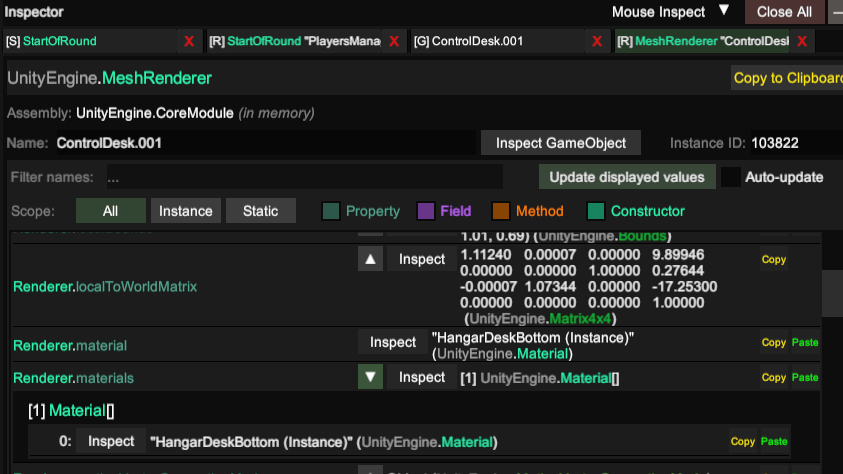 Inspector Mouse Inspect ▼ Close All –
[S] StartOfRound X [R] StartOfRound "PlayersMana X [G] ControlDesk.001 X [R] MeshRenderer "ControlDesk X
UnityEngine.MeshRenderer Copy to Clipboard
Assembly: UnityEngine.CoreModule (in memory)
Name: ControlDesk.001 Inspect GameObject Instance ID: 103822
Filter names: ... Update displayed values Auto-update
Scope: All Instance Static Property Field Method Constructor
1.01, 0.69) (UnityEngine.Bounds)
Renderer.localToWorldMatrix ▲ Inspect 1.11240 0.00007 0.00000 9.89946 Copy
0.00000 0.00000 1.00000 0.27644
-0.00007 1.07344 0.00000 -17.25300
0.00000 0.00000 0.00000 1.00000
(UnityEngine.Matrix4x4)
Renderer.material Inspect "HangarDeskBottom (Instance)" Copy Paste
(UnityEngine.Material)
Renderer.materials ▼ Inspect [1] UnityEngine.Material[] Copy Paste
[1] Material[]
0: Inspect "HangarDeskBottom (Instance)" (UnityEngine.Material) Copy Paste